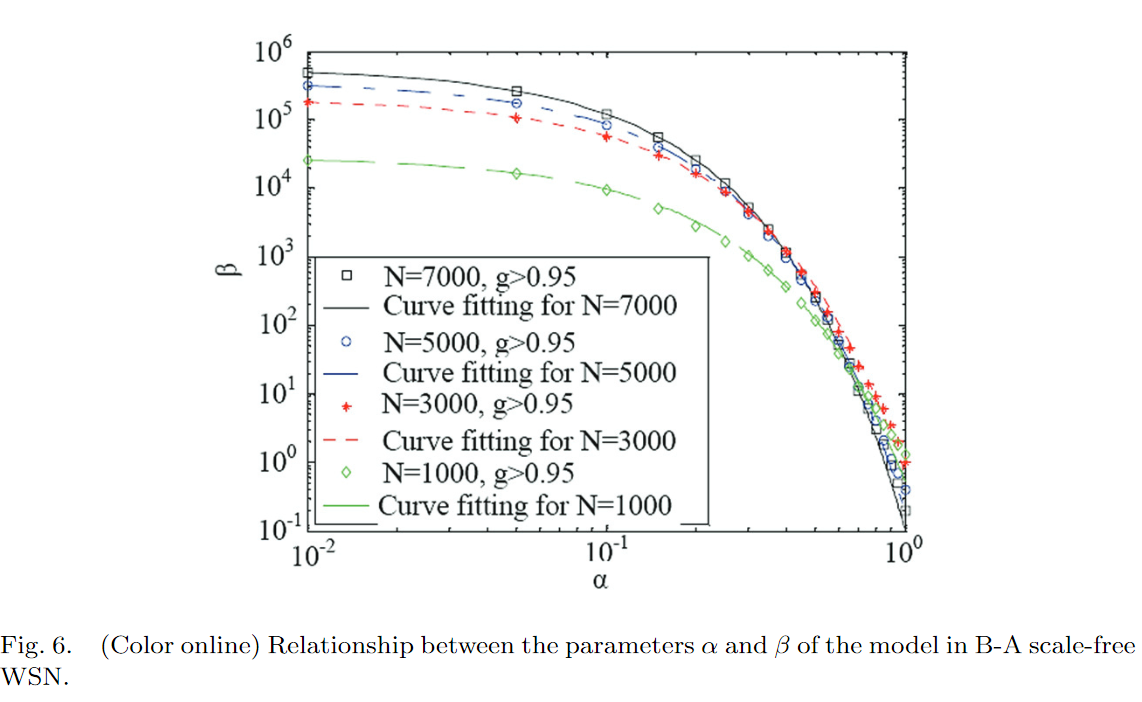 10^6
10^5
10^4
10^3
10^2
10^1
10^0
10^-1
β
N=7000, g>0.95
Curve fitting for N=7000
N=5000, g>0.95
Curve fitting for N=5000
N=3000, g>0.95
Curve fitting for N=3000
N=1000, g>0.95
Curve fitting for N=1000
10^-2 10^-1 10^0
α
Fig. 6. (Color online) Relationship between the parameters α and β of the model in B-A scale-free
WSN.